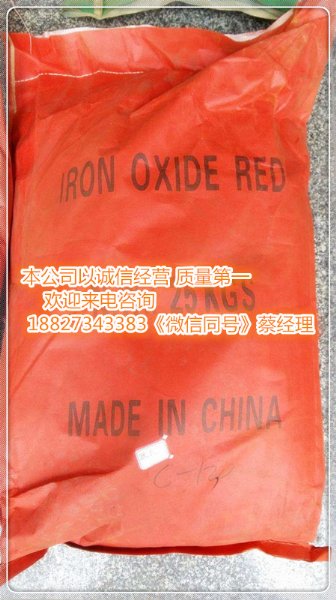 IRON OXIDE RED
本公司以诚信经营 质量第一
欢迎来电咨询
25KGS
18827343383《微信同号》蔡经理
MADE IN CHINA